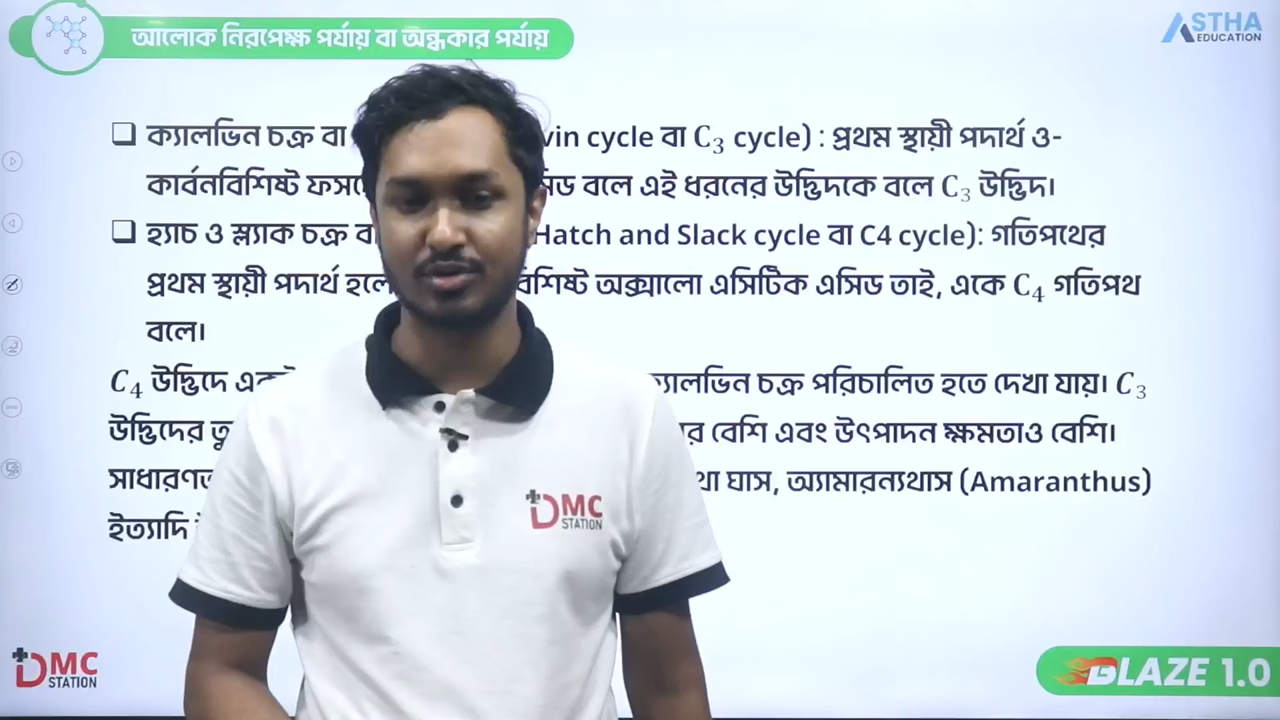 আলোক নিরপেক্ষ পর্যায় বা অন্ধকার পর্যায়
ASTHA
EDUCATION
❑ ক্যালভিন চক্র বা vin cycle বা C₃ cycle) : প্রথম স্থায়ী পদার্থ ৩-
কার্বনবিশিষ্ট বলে এই ধরনের উদ্ভিদকে বলে C₃ উদ্ভিদ।
❑ হ্যাচ ও স্ল্যাক চক্র Hatch and Slack cycle বা C4 cycle): গতিপথের
প্রথম স্থায়ী পদার্থ অক্সালো এসিটিক এসিড তাই, একে C₄ গতিপথ
বলে।
C₄ উদ্ভিদে ক্যালভিন চক্র পরিচালিত হতে দেখা যায়। C₃
উদ্ভিদের বেশি এবং উৎপাদন ক্ষমতাও বেশি।
ঘাস, অ্যামারন্যথাস (Amaranthus)
ইত্যাদি
DMC
STATION
DMC
STATION
BLAZE 1.0